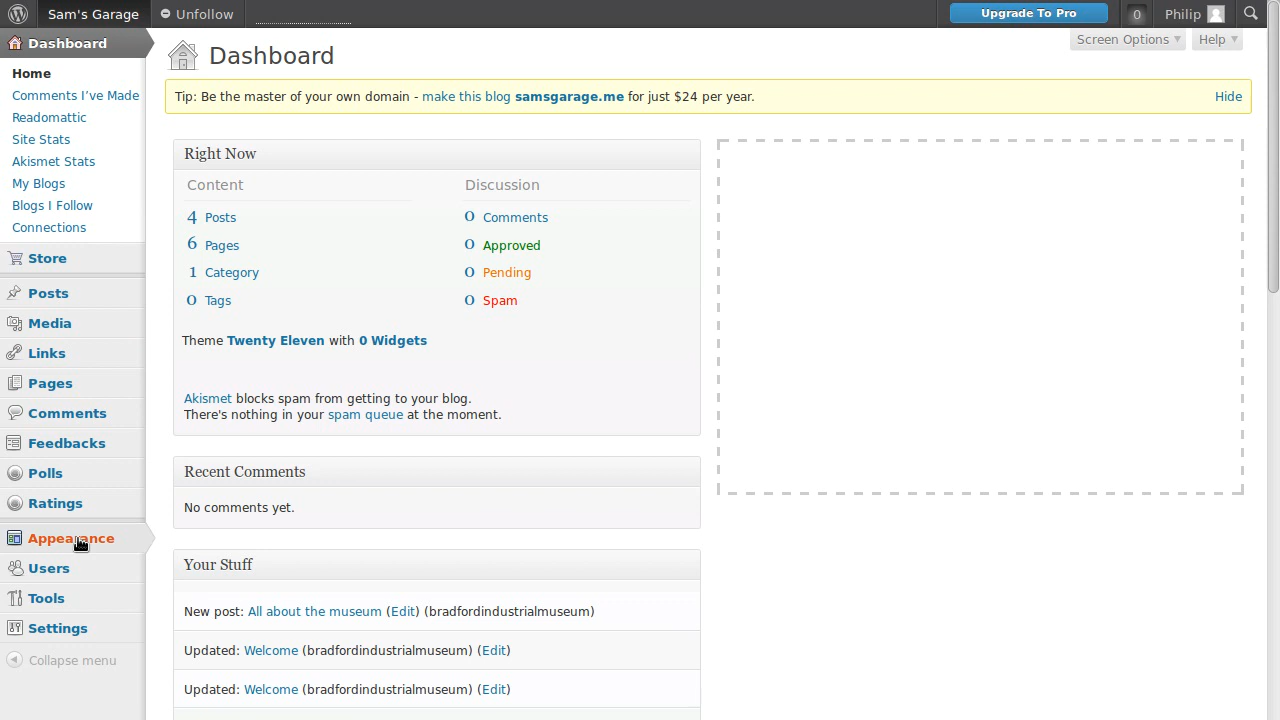 Sam's Garage
Unfollow
Upgrade To Pro
0
Philip
Dashboard
Home
Comments I've Made
Readomattic
Site Stats
Akismet Stats
My Blogs
Blogs I Follow
Connections
Store
Posts
Media
Links
Pages
Comments
Feedbacks
Polls
Ratings
Appearance
Users
Tools
Settings
Collapse menu
Dashboard
Screen Options
Help
Tip: Be the master of your own domain - make this blog samsgarage.me for just $24 per year.
Hide
Right Now
Content
4 Posts
6 Pages
1 Category
0 Tags
Discussion
0 Comments
0 Approved
0 Pending
0 Spam
Theme Twenty Eleven with 0 Widgets
Akismet blocks spam from getting to your blog.
There's nothing in your spam queue at the moment.
Recent Comments
No comments yet.
Your Stuff
New post: All about the museum (Edit) (bradfordindustrialmuseum)
Updated: Welcome (bradfordindustrialmuseum) (Edit)
Updated: Welcome (bradfordindustrialmuseum) (Edit)